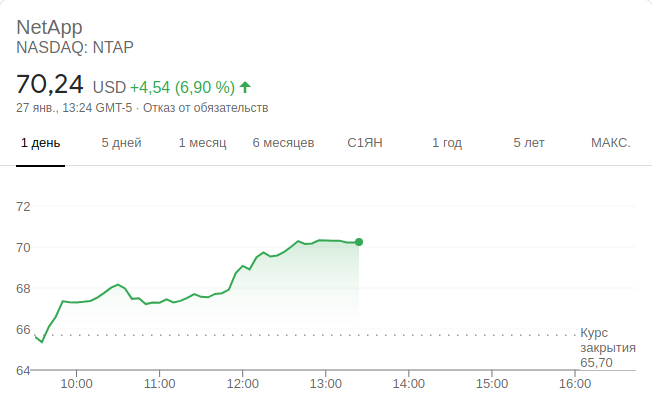 NetApp
NASDAQ: NTAP
70,24 USD +4,54 (6,90 %)
27 янв., 13:24 GMT-5 · Отказ от обязательств
1 день 5 дней 1 месяц 6 месяцев С1ЯН 1 год 5 лет МАКС.
72
70
68
66
64
Курс
закрытия
65,70
10:00 11:00 12:00 13:00 14:00 15:00 16:00